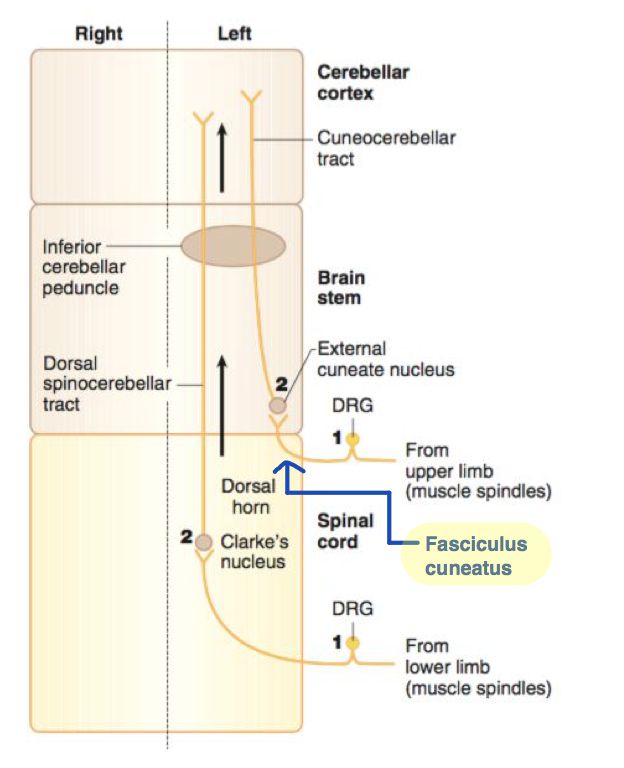 Right
Left
Cerebellar
cortex
Cuneocerebellar
tract
Inferior
cerebellar
peduncle
Brain
stem
External
cuneate nucleus
Dorsal
spinocerebellar
tract
2
DRG
1
From
upper limb
(muscle spindles)
Dorsal
horn
Spinal
cord
Fasciculus
cuneatus
2
Clarke's
nucleus
DRG
1
From
lower limb
(muscle spindles)